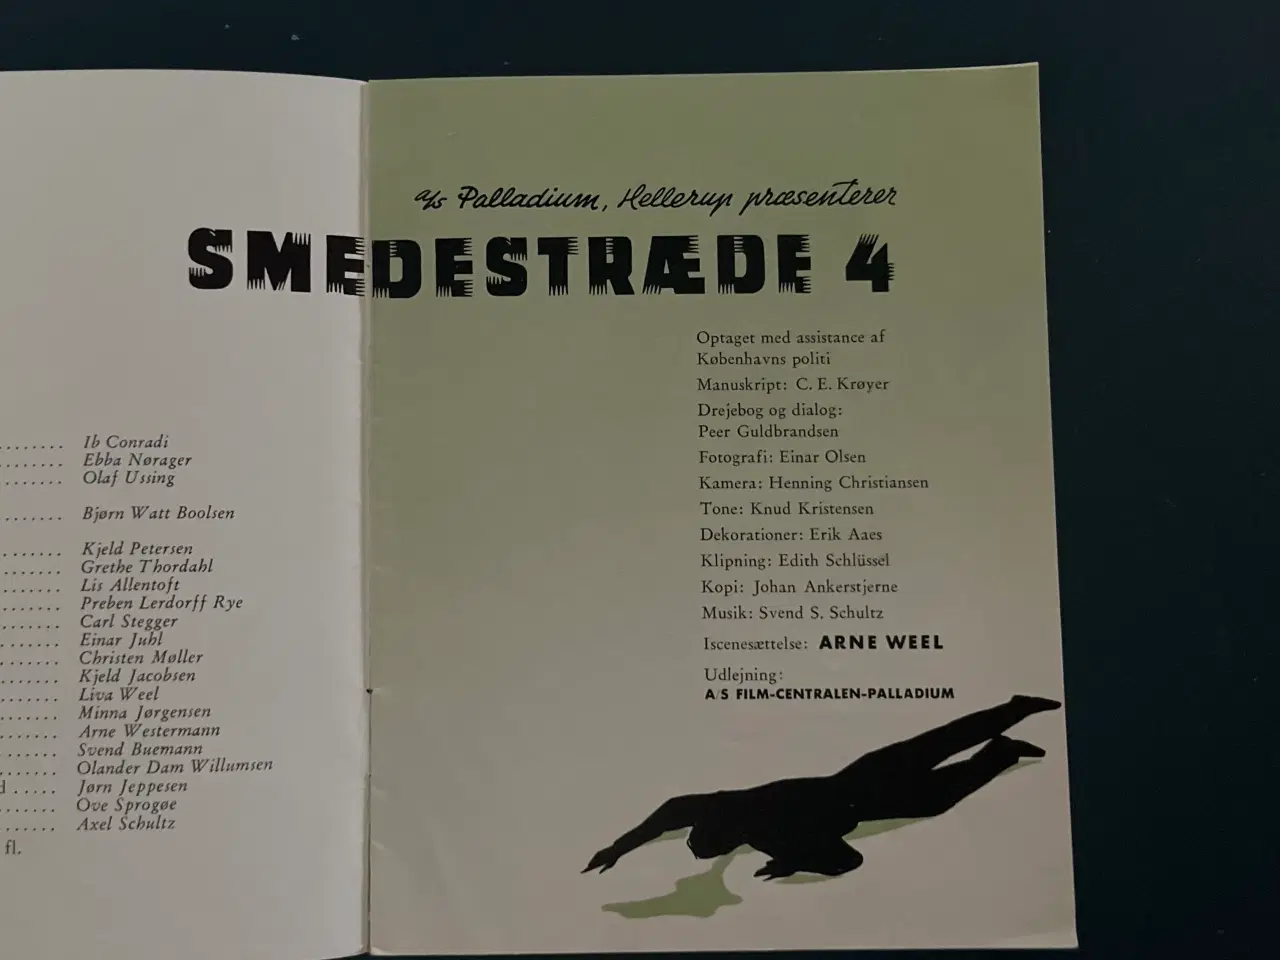 a/s Palladium, Hellerup præsenterer
SMEDESTRÆDE 4
........ Ib Conradi
........ Ebba Nørager
........ Olaf Ussing
........ Bjørn Watt Boolsen
........ Kjeld Petersen
........ Grethe Thordahl
........ Lis Allentoft
........ Preben Lerdorff Rye
........ Carl Stegger
........ Einar Juhl
........ Christen Møller
........ Kjeld Jacobsen
........ Liva Weel
........ Minna Jørgensen
........ Arne Westermann
........ Svend Buemann
........ Olander Dam Willumsen
d ..... Jørn Jeppesen
........ Ove Sprogøe
........ Axel Schultz
fl.
Optaget med assistance af
Københavns politi
Manuskript: C. E. Krøyer
Drejebog og dialog:
Peer Guldbrandsen
Fotografi: Einar Olsen
Kamera: Henning Christiansen
Tone: Knud Kristensen
Dekorationer: Erik Aaes
Klipning: Edith Schlüssel
Kopi: Johan Ankerstjerne
Musik: Svend S. Schultz
Iscenesættelse: ARNE WEEL
Udlejning:
A/S FILM-CENTRALEN-PALLADIUM